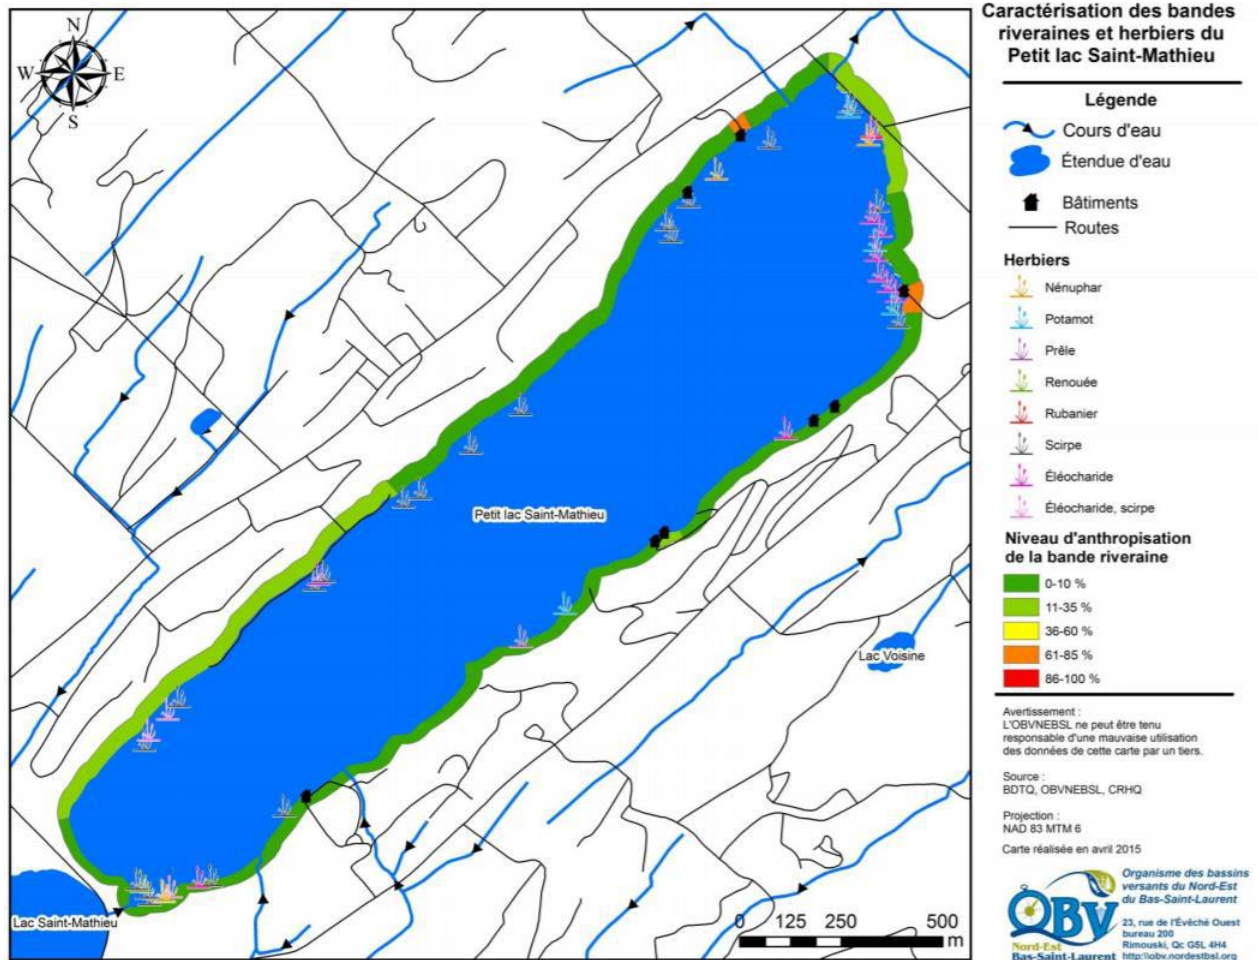 Caractérisation des bandes
riveraines et herbiers du
Petit lac Saint-Mathieu
Légende
Cours d'eau
Étendue d'eau
Bâtiments
Routes
Herbiers
Nénuphar
Potamot
Prêle
Renouée
Rubanier
Scirpe
Éléocharide
Éléocharide, scirpe
Niveau d'anthropisation
de la bande riveraine
0-10 %
11-35 %
36-60 %
61-85 %
86-100 %
Avertissement :
L'OBVNEBSL ne peut être tenu
responsable d'une mauvaise utilisation
des données de cette carte par un tiers.
Source :
BDTQ, OBVNEBSL, CRHQ
Projection :
NAD 83 MTM 6
Carte réalisée en avril 2015
OBV
Nord-Est
Bas-Saint-Laurent
Organisme des bassins
versants du Nord-Est
du Bas-Saint-Laurent
23, rue de l'Évêché Ouest
bureau 200
Rimouski, Qc G5L 4H4
http:\\obv.nordestbsl.org
N
W E
S
Petit lac Saint-Mathieu
Lac Voisine
Lac Saint-Mathieu
0 125 250 500
m